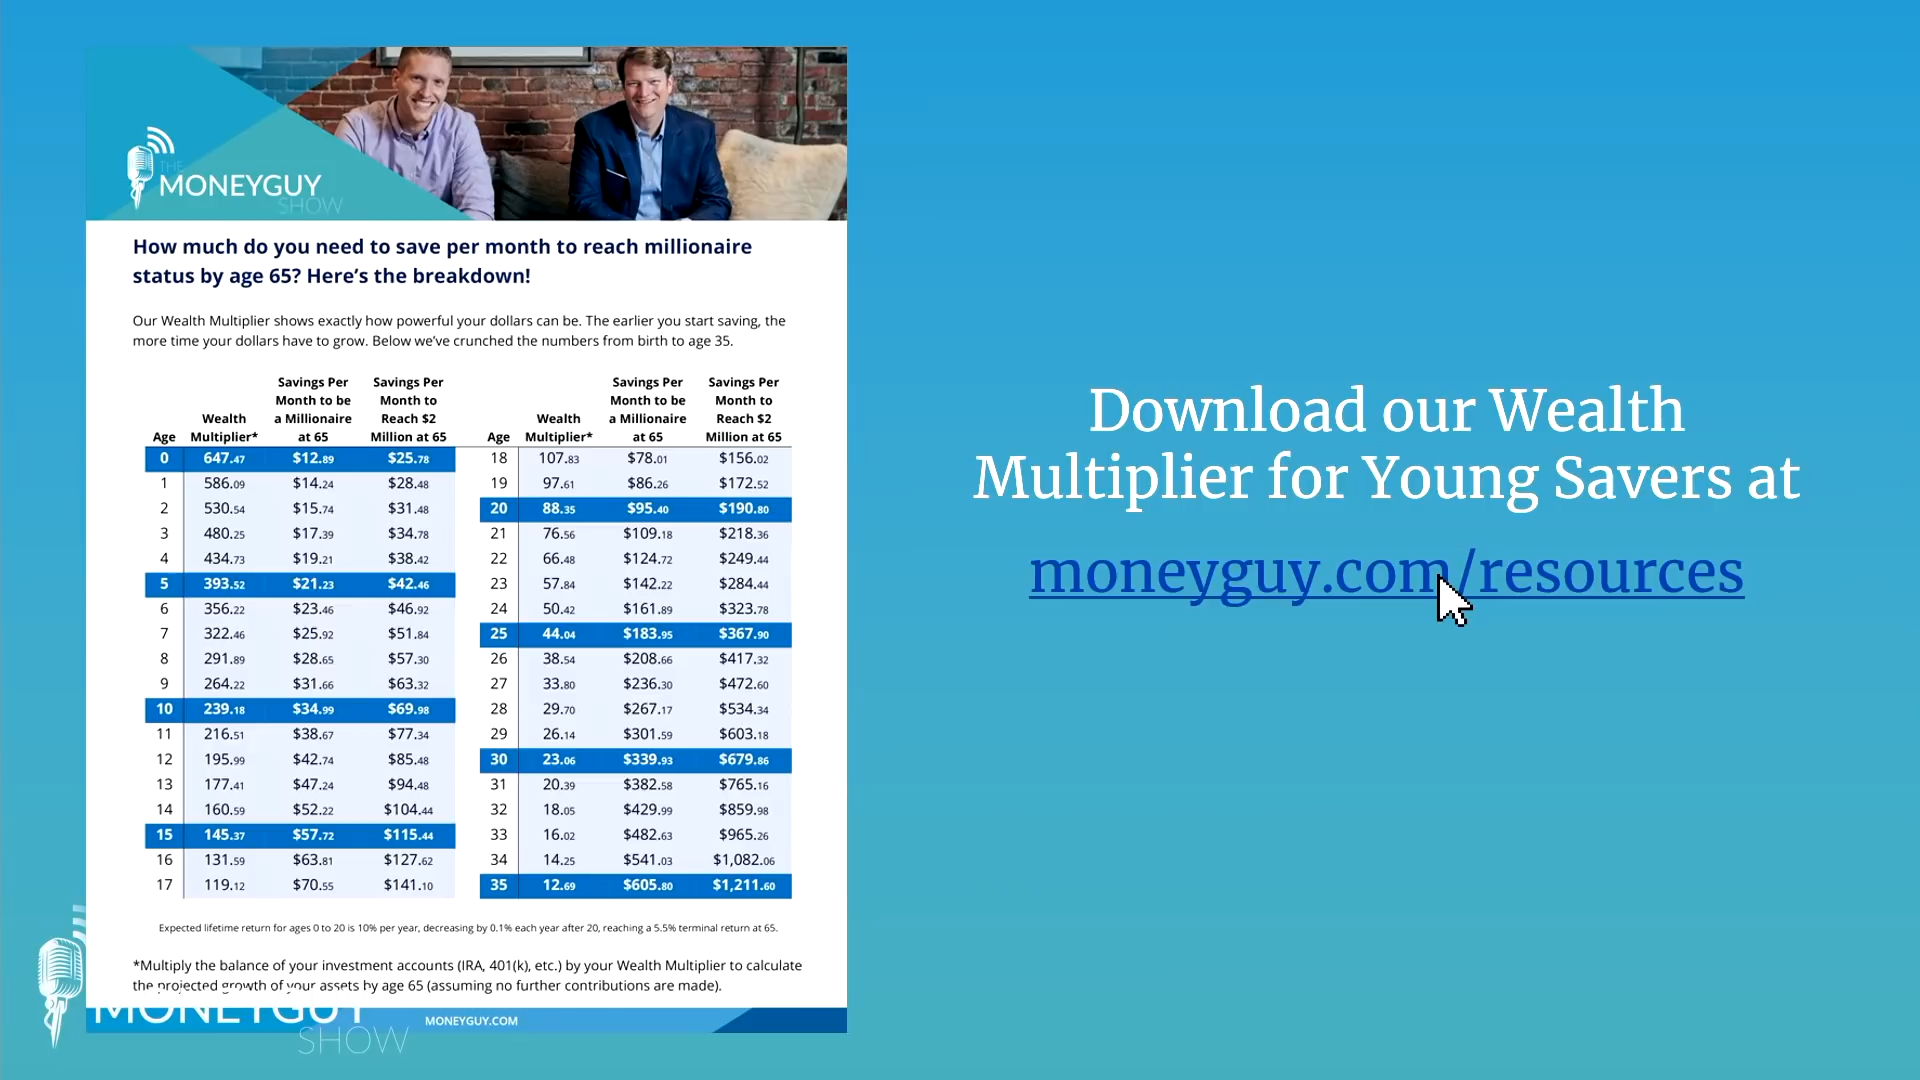 THE
MONEYGUY
SHOW
How much do you need to save per month to reach millionaire
status by age 65? Here's the breakdown!
Our Wealth Multiplier shows exactly how powerful your dollars can be. The earlier you start saving, the
more time your dollars have to grow. Below we've crunched the numbers from birth to age 35.
Age Wealth Multiplier* Savings Per Month to be a Millionaire at 65 Savings Per Month to Reach $2 Million at 65
0 647.47 $12.89 $25.78
1 586.09 $14.24 $28.48
2 530.54 $15.74 $31.48
3 480.25 $17.39 $34.78
4 434.73 $19.21 $38.42
5 393.52 $21.23 $42.46
6 356.22 $23.46 $46.92
7 322.46 $25.92 $51.84
8 291.89 $28.65 $57.30
9 264.22 $31.66 $63.32
10 239.18 $34.99 $69.98
11 216.51 $38.67 $77.34
12 195.99 $42.74 $85.48
13 177.41 $47.24 $94.48
14 160.59 $52.22 $104.44
15 145.37 $57.72 $115.44
16 131.59 $63.81 $127.62
17 119.12 $70.55 $141.10
Age Wealth Multiplier* Savings Per Month to be a Millionaire at 65 Savings Per Month to Reach $2 Million at 65
18 107.83 $78.01 $156.02
19 97.61 $86.26 $172.52
20 88.35 $95.40 $190.80
21 76.56 $109.18 $218.36
22 66.48 $124.72 $249.44
23 57.84 $142.22 $284.44
24 50.42 $161.89 $323.78
25 44.04 $183.95 $367.90
26 38.54 $208.66 $417.32
27 33.80 $236.30 $472.60
28 29.70 $267.17 $534.34
29 26.14 $301.59 $603.18
30 23.06 $339.93 $679.86
31 20.39 $382.58 $765.16
32 18.05 $429.99 $859.98
33 16.02 $482.63 $965.26
34 14.25 $541.03 $1,082.06
35 12.69 $605.80 $1,211.60
Expected lifetime return for ages 0 to 20 is 10% per year, decreasing by 0.1% each year after 20, reaching a 5.5% terminal return at 65.
*Multiply the balance of your investment accounts (IRA, 401(k), etc.) by your Wealth Multiplier to calculate
the projected growth of your assets by age 65 (assuming no further contributions are made).
MONEYGUY.COM
MONEYGUY
SHOW
Download our Wealth
Multiplier for Young Savers at
moneyguy.com/resources